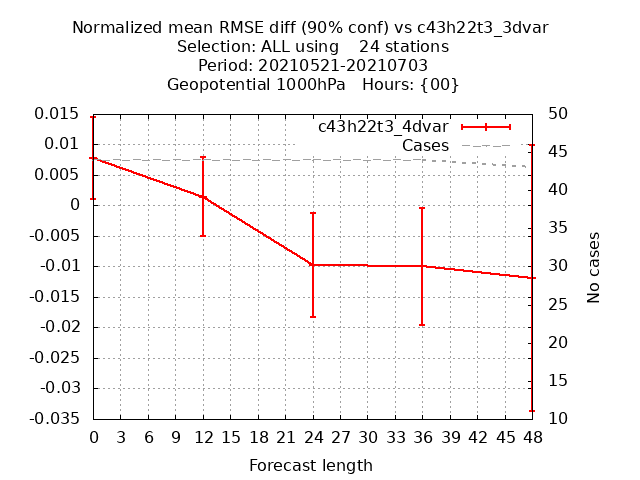 Normalized mean RMSE diff (90% conf) vs c43h22t3_3dvar
Selection: ALL using    24 stations
Period: 20210521-20210703
Geopotential 1000hPa   Hours: {00}
c43h22t3_4dvar
Cases
0.015
0.01
0.005
0
-0.005
-0.01
-0.015
-0.02
-0.025
-0.03
-0.035
50
45
40
35
30
25
20
15
10
No cases
0 3 6 9 12 15 18 21 24 27 30 33 36 39 42 45 48
Forecast length